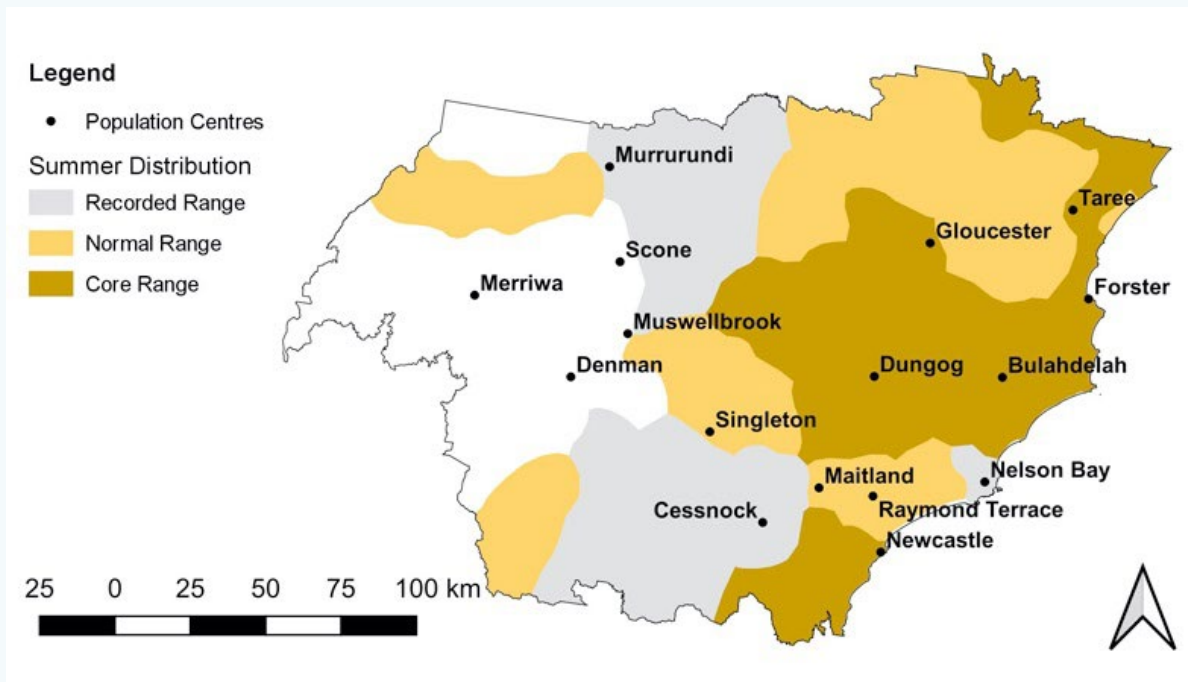 Legend
Population Centres
Summer Distribution
Recorded Range
Normal Range
Core Range
Murrurundi
Taree
Gloucester
Scone
Merriwa
Forster
Muswellbrook
Denman
Dungog
Bulahdelah
Singleton
Nelson Bay
Maitland
Cessnock
Raymond Terrace
Newcastle
25 0 25 50 75 100 km